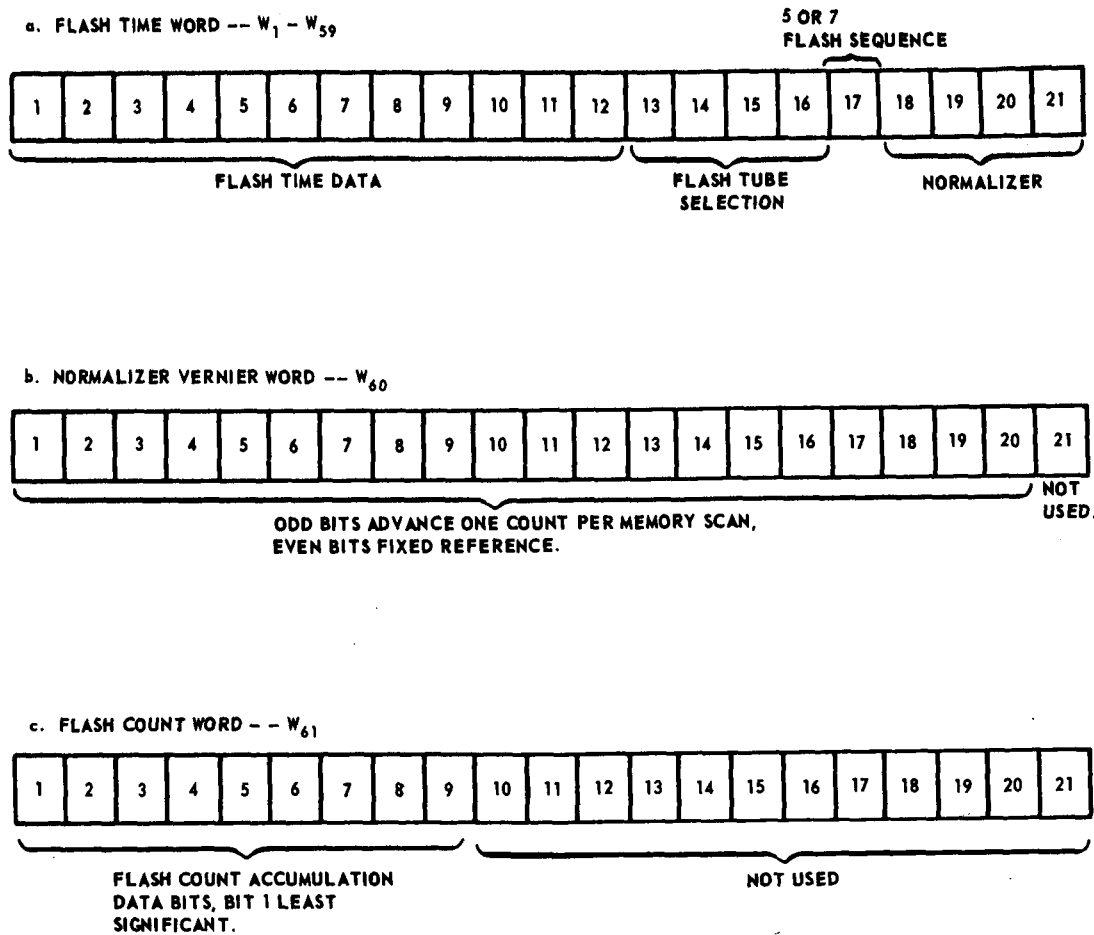 a. FLASH TIME WORD -- W1 - W59
5 OR 7
FLASH SEQUENCE
1 2 3 4 5 6 7 8 9 10 11 12 13 14 15 16 17 18 19 20 21
FLASH TIME DATA
FLASH TUBE
SELECTION
NORMALIZER
b. NORMALIZER VERNIER WORD -- W60
1 2 3 4 5 6 7 8 9 10 11 12 13 14 15 16 17 18 19 20 21
ODD BITS ADVANCE ONE COUNT PER MEMORY SCAN,
EVEN BITS FIXED REFERENCE.
NOT
USED.
c. FLASH COUNT WORD - - W61
1 2 3 4 5 6 7 8 9 10 11 12 13 14 15 16 17 18 19 20 21
FLASH COUNT ACCUMULATION
DATA BITS, BIT 1 LEAST
SIGNIFICANT.
NOT USED